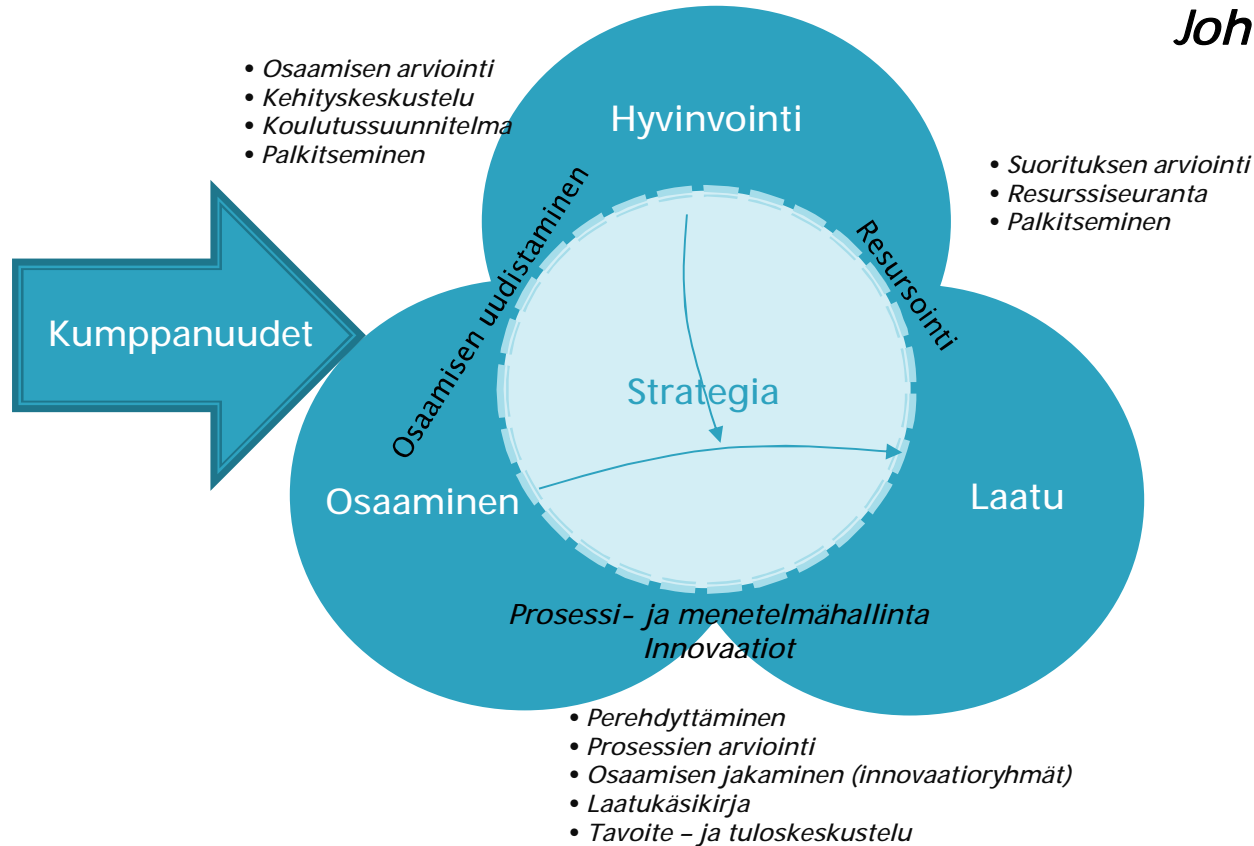 Joh
• Osaamisen arviointi
• Kehityskeskustelu
• Koulutussuunnitelma
• Palkitseminen
Hyvinvointi
• Suorituksen arviointi
• Resurssiseuranta
• Palkitseminen
Osaamisen uudistaminen
Resursointi
Kumppanuudet
Strategia
Osaaminen
Laatu
Prosessi- ja menetelmähallinta
Innovaatiot
• Perehdyttäminen
• Prosessien arviointi
• Osaamisen jakaminen (innovaatioryhmät)
• Laatukäsikirja
• Tavoite – ja tuloskeskustelu